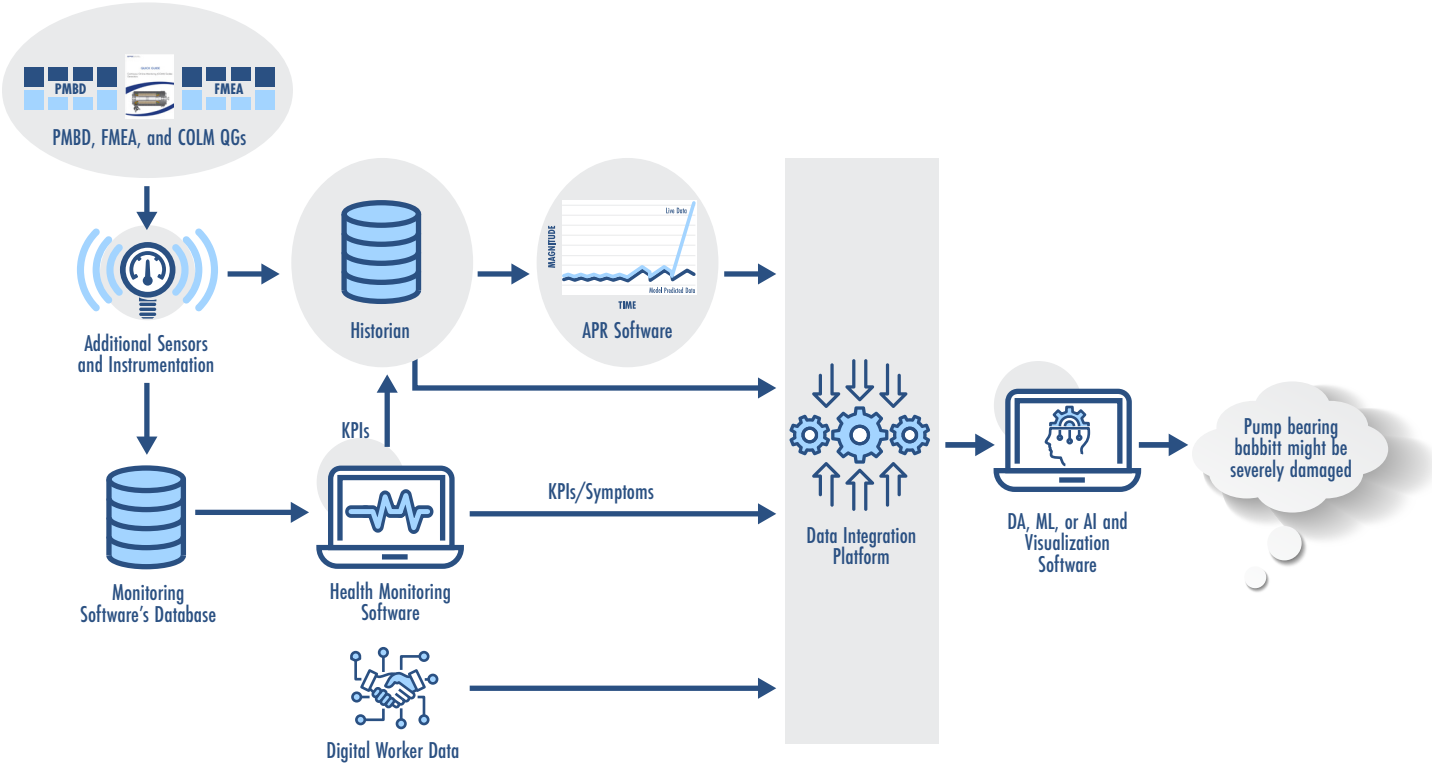 PMBD
QUICK GUIDE
FMEA
PMBD, FMEA, and COLM QGs
Additional Sensors
and Instrumentation
Historian
MAGNITUDE
Live Data
Model Predicted Data
TIME
APR Software
KPIs
Monitoring
Software's Database
Health Monitoring
Software
KPIs/Symptoms
Digital Worker Data
Data Integration
Platform
DA, ML, or AI and
Visualization
Software
Pump bearing
babbitt might be
severely damaged